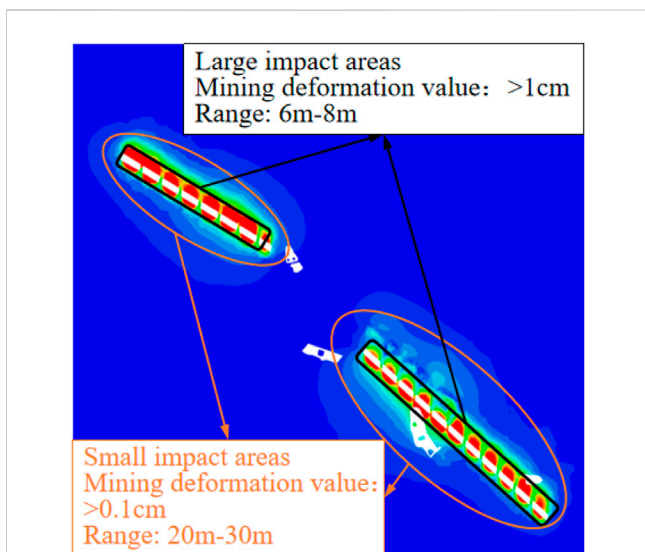 Large impact areas
Mining deformation value：>1cm
Range: 6m-8m
Small impact areas
Mining deformation value：
>0.1cm
Range: 20m-30m